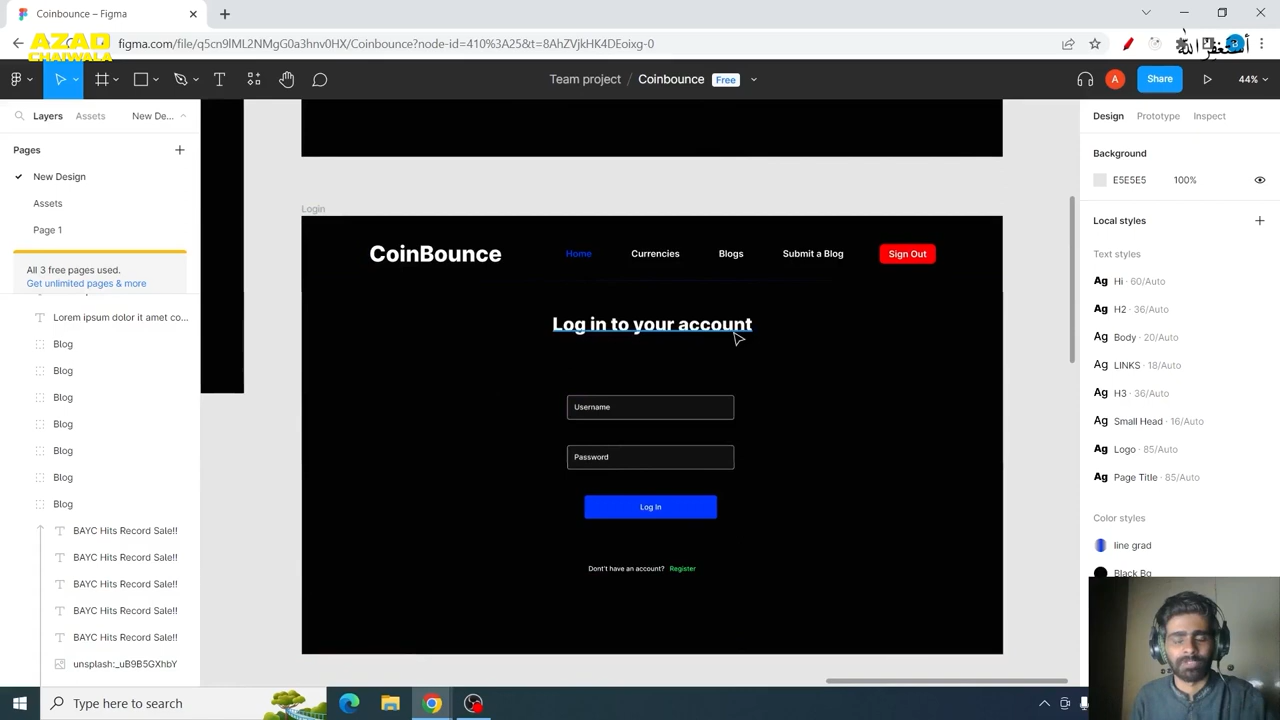 Coinbounce – Figma
AZAD
CHAIWALA
figma.com/file/q5cn9lML2NMgG0a3hnv0HX/Coinbounce?node-id=410%3A25&t=8AhZVjkHK4DEoixg-0
أستغفر الله
Team project / Coinbounce Free
A Share 44%
Layers Assets New De...
Pages
New Design
Assets
Page 1
All 3 free pages used.
Get unlimited pages & more
Lorem ipsum dolor it amet co...
Blog
Blog
Blog
Blog
Blog
Blog
Blog
BAYC Hits Record Sale!!
BAYC Hits Record Sale!!
BAYC Hits Record Sale!!
BAYC Hits Record Sale!!
BAYC Hits Record Sale!!
unsplash:_uB9B5GXhbY
Login
CoinBounce Home Currencies Blogs Submit a Blog Sign Out
Log in to your account
Username
Password
Log In
Don't have an account? Register
Design Prototype Inspect
Background
E5E5E5 100%
Local styles
Text styles
Ag Hi · 60/Auto
Ag H2 · 36/Auto
Ag Body · 20/Auto
Ag LINKS · 18/Auto
Ag H3 · 36/Auto
Ag Small Head · 16/Auto
Ag Logo · 85/Auto
Ag Page Title · 85/Auto
Color styles
line grad
Black Bg
Type here to search